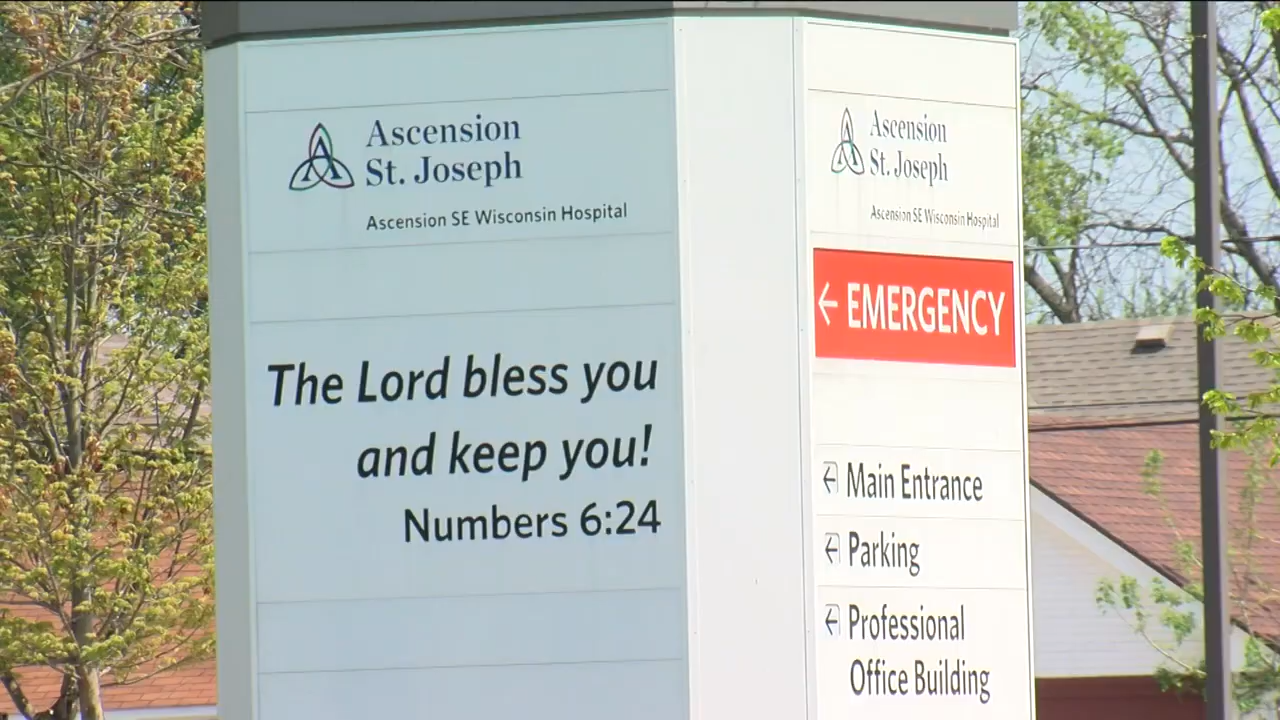 Ascension
St. Joseph
Ascension SE Wisconsin Hospital
The Lord bless you
and keep you!
Numbers 6:24
Ascension
St. Joseph
Ascension SE Wisconsin Hospital
← EMERGENCY
← Main Entrance
← Parking
← Professional
Office Building